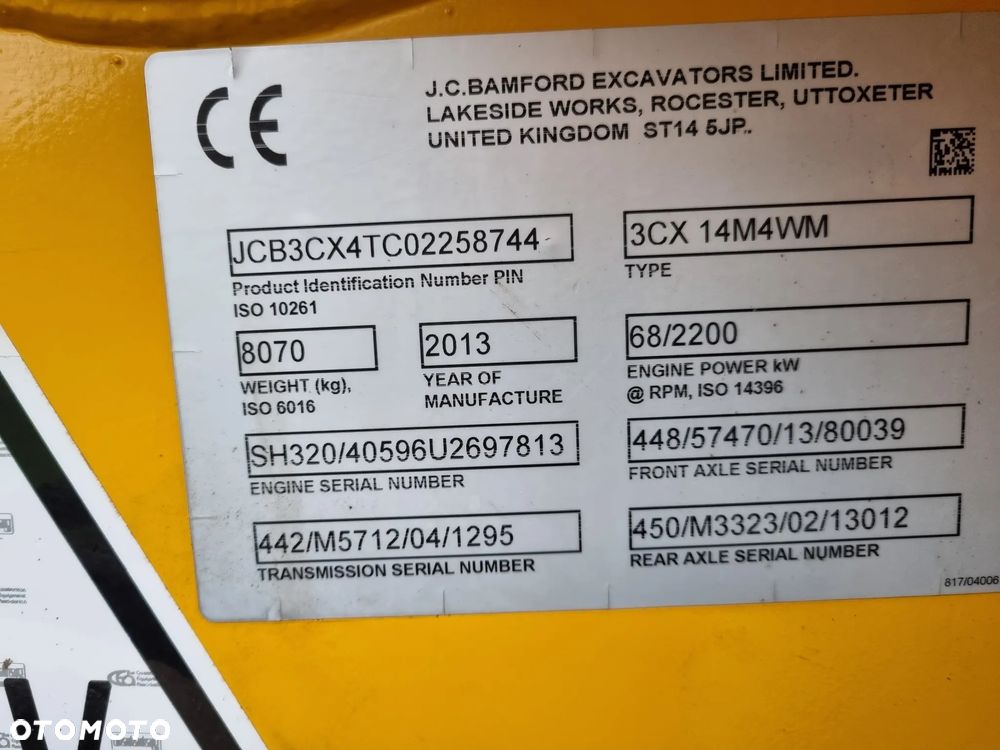 CE
J.C.BAMFORD EXCAVATORS LIMITED.
LAKESIDE WORKS, ROCESTER, UTTOXETER
UNITED KINGDOM ST14 5JP.
JCB3CX4TC02258744
Product Identification Number PIN
ISO 10261
3CX 14M4WM
TYPE
8070
WEIGHT (kg),
ISO 6016
2013
YEAR OF
MANUFACTURE
68/2200
ENGINE POWER kW
@ RPM, ISO 14396
SH320/40596U2697813
ENGINE SERIAL NUMBER
448/57470/13/80039
FRONT AXLE SERIAL NUMBER
442/M5712/04/1295
TRANSMISSION SERIAL NUMBER
450/M3323/02/13012
REAR AXLE SERIAL NUMBER
817/04006
OTOMOTO